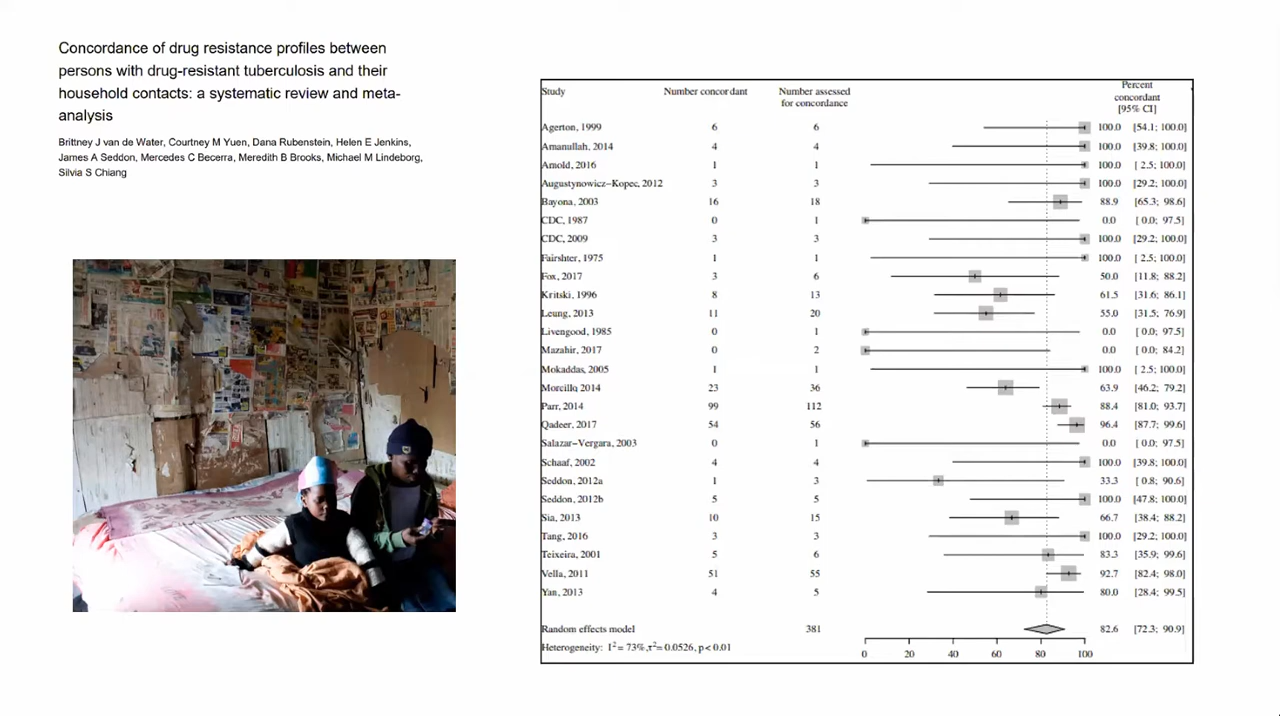 Concordance of drug resistance profiles between
persons with drug-resistant tuberculosis and their
household contacts: a systematic review and meta-
analysis
Brittney J van de Water, Courtney M Yuen, Dana Rubenstein, Helen E Jenkins,
James A Seddon, Mercedes C Becerra, Meredith B Brooks, Michael M Lindeborg,
Silvia S Chiang
Study Number concordant Number assessed for concordance Percent concordant [95% CI]
Agerton, 1999 6 6 100.0 [54.1; 100.0]
Amanullah, 2014 4 4 100.0 [39.8; 100.0]
Arnold, 2016 1 1 100.0 [ 2.5; 100.0]
Augustynowicz–Kopec, 2012 3 3 100.0 [29.2; 100.0]
Bayona, 2003 16 18 88.9 [65.3; 98.6]
CDC, 1987 0 1 0.0 [ 0.0; 97.5]
CDC, 2009 3 3 100.0 [29.2; 100.0]
Fairshter, 1975 1 1 100.0 [ 2.5; 100.0]
Fox, 2017 3 6 50.0 [11.8; 88.2]
Kritski, 1996 8 13 61.5 [31.6; 86.1]
Leung, 2013 11 20 55.0 [31.5; 76.9]
Livengood, 1985 0 1 0.0 [ 0.0; 97.5]
Mazahir, 2017 0 2 0.0 [ 0.0; 84.2]
Mokaddas, 2005 1 1 100.0 [ 2.5; 100.0]
Morcillo, 2014 23 36 63.9 [46.2; 79.2]
Parr, 2014 99 112 88.4 [81.0; 93.7]
Qadeer, 2017 54 56 96.4 [87.7; 99.6]
Salazar–Vergara, 2003 0 1 0.0 [ 0.0; 97.5]
Schaaf, 2002 4 4 100.0 [39.8; 100.0]
Seddon, 2012a 1 3 33.3 [ 0.8; 90.6]
Seddon, 2012b 5 5 100.0 [47.8; 100.0]
Sia, 2013 10 15 66.7 [38.4; 88.2]
Tang, 2016 3 3 100.0 [29.2; 100.0]
Teixeira, 2001 5 6 83.3 [35.9; 99.6]
Vella, 2011 51 55 92.7 [82.4; 98.0]
Yan, 2013 4 5 80.0 [28.4; 99.5]
Random effects model 381 82.6 [72.3; 90.9]
Heterogeneity: I²= 73%,τ²= 0.0526, p< 0.01
0 20 40 60 80 100